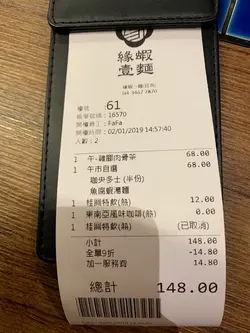 緣蝦
壹麵
檯號 61
帳單號碼：16570
開檯員工：FaFa
開檯時間：02/01/2019 14:57:40
人數：2
1 午-雞腳肉骨茶 68.00
1 午市自選 68.00
咖央多士(半份)
魚腐蝦湯麵
1 桂圓特飲(熱) 12.00
1 東南亞風味咖啡(熱) 0.00
1 桂圓特飲(熱) (已取消)
小計 148.00
全單9折 -14.80
加一服務費 14.80
總計 148.00